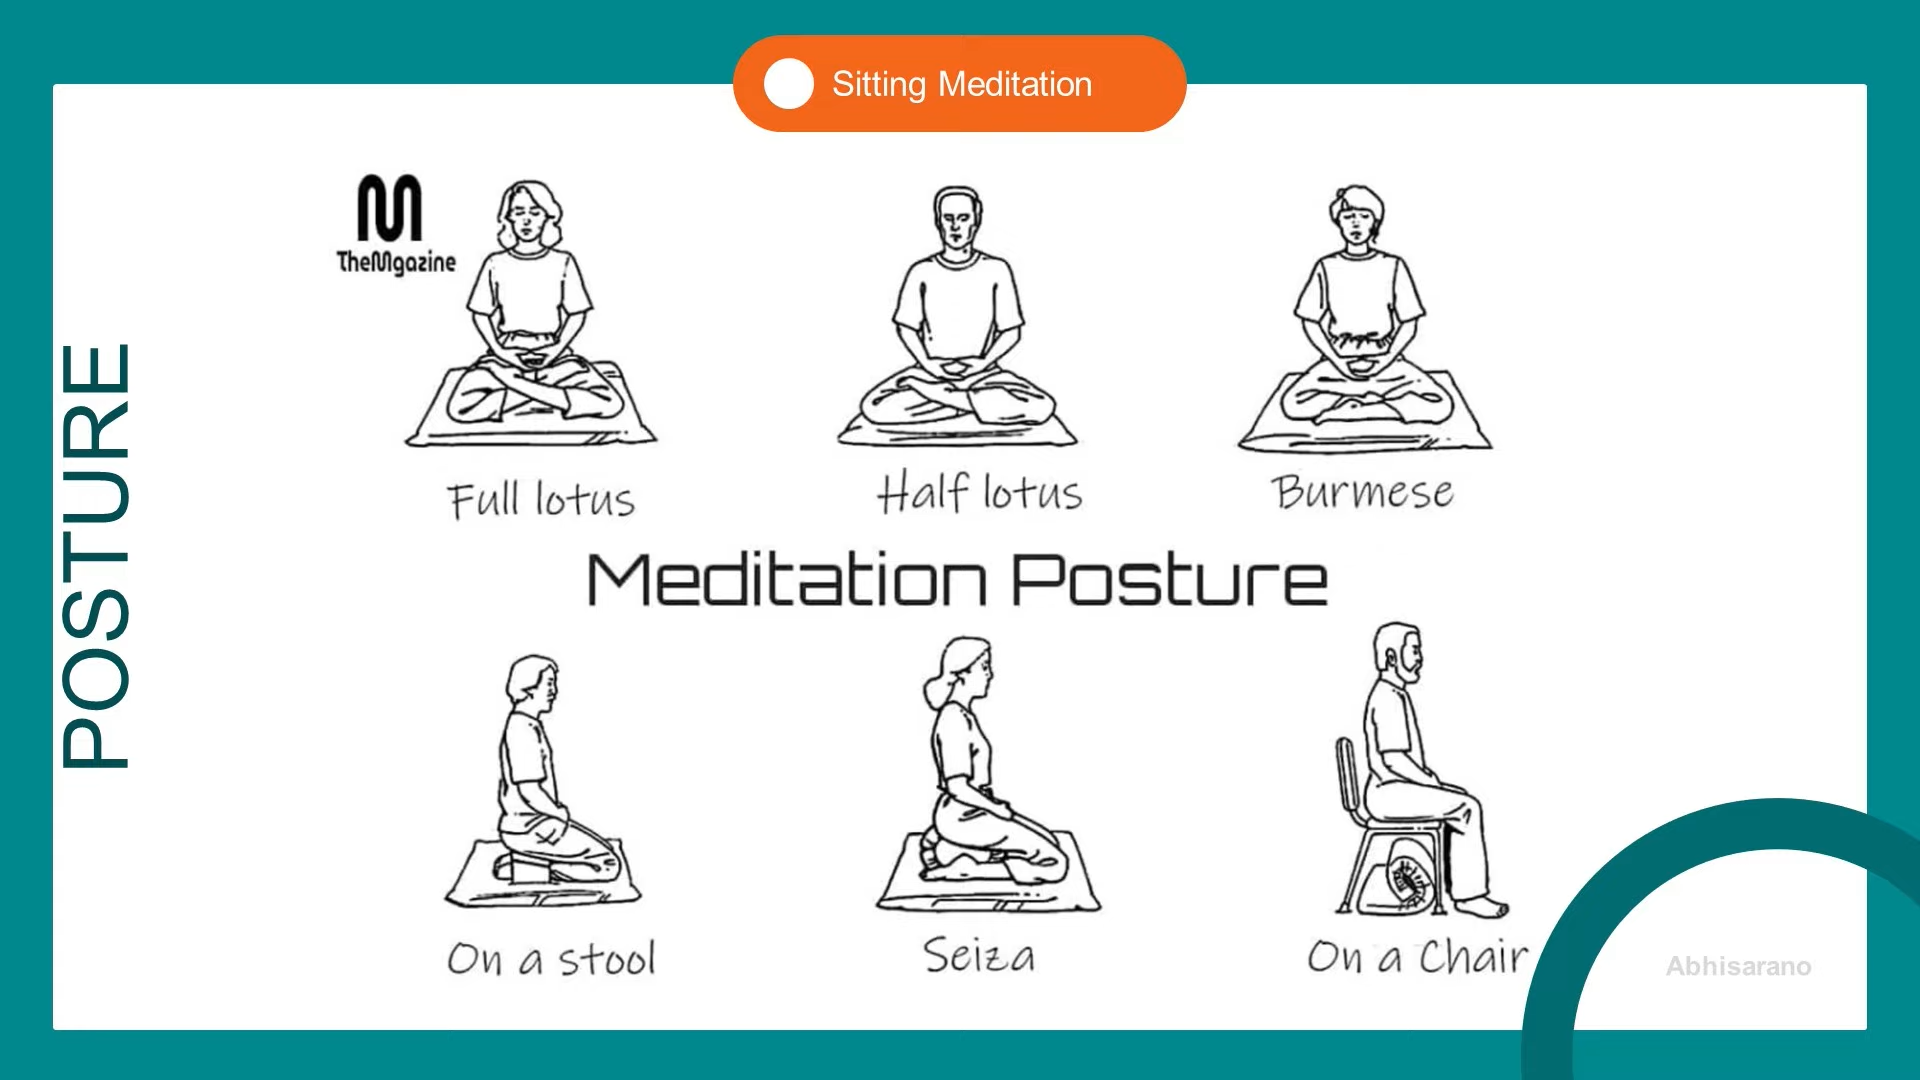 Sitting Meditation
POSTURE
M
TheMgazine
Full lotus
Half lotus
Burmese
Meditation Posture
On a stool
Seiza
On a Chair
Abhisarano